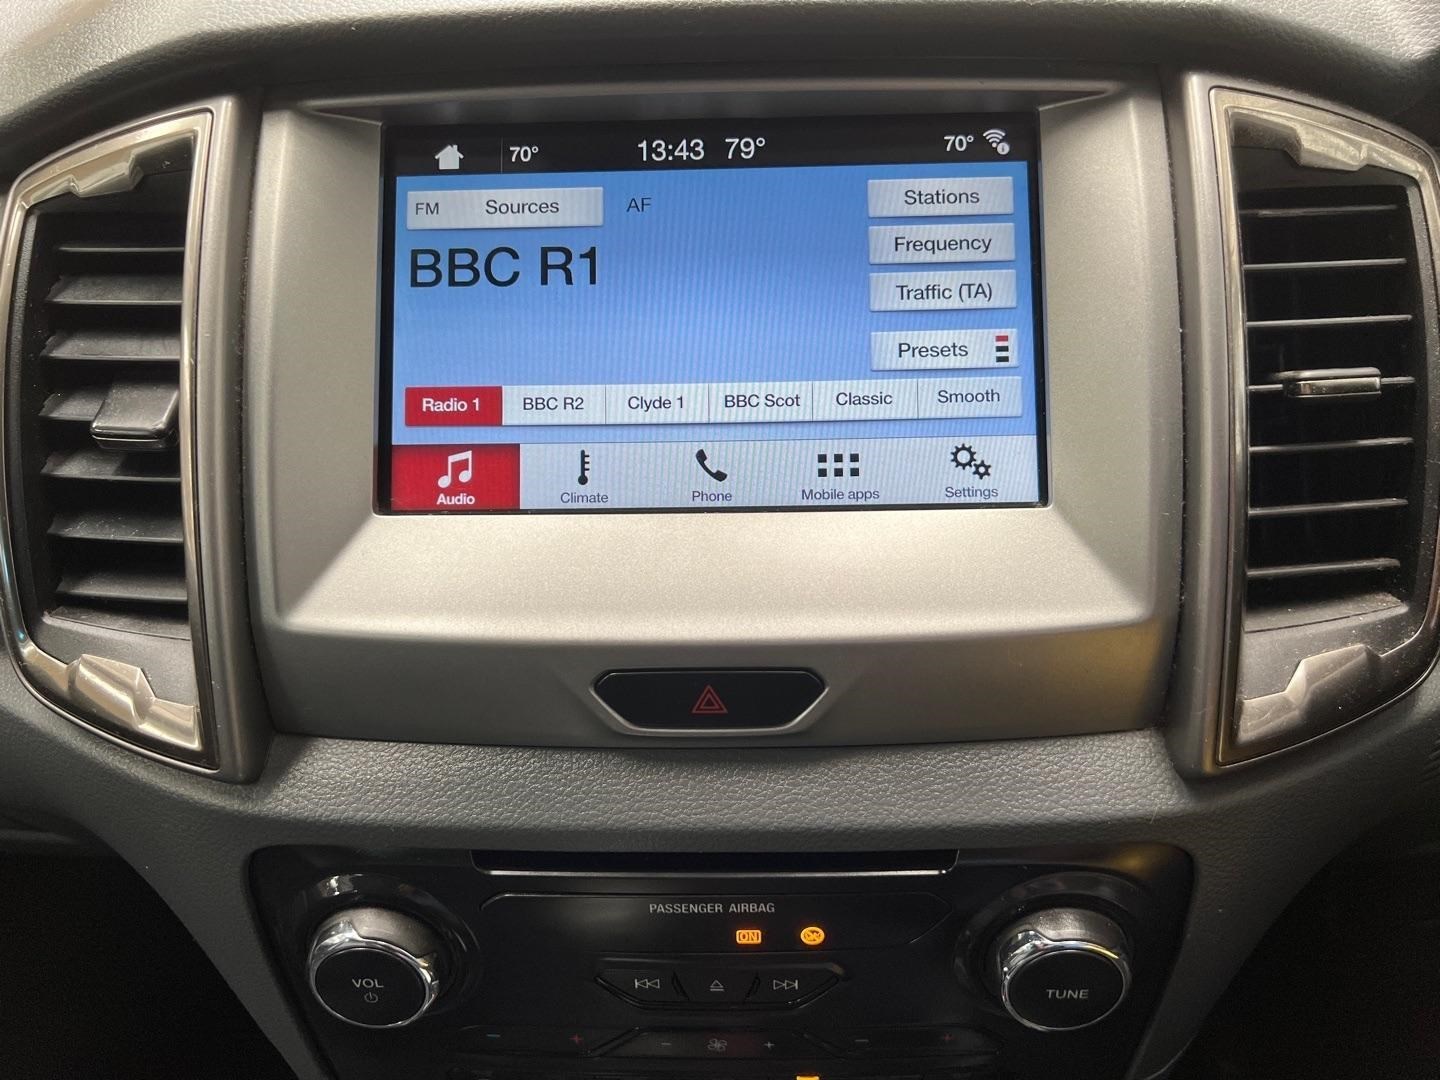 70° 13:43 79° 70°
FM Sources AF Stations
BBC R1 Frequency
Traffic (TA)
Presets
Radio 1 BBC R2 Clyde 1 BBC Scot Classic Smooth
Audio Climate Phone Mobile apps Settings
PASSENGER AIRBAG
ON
VOL
TUNE